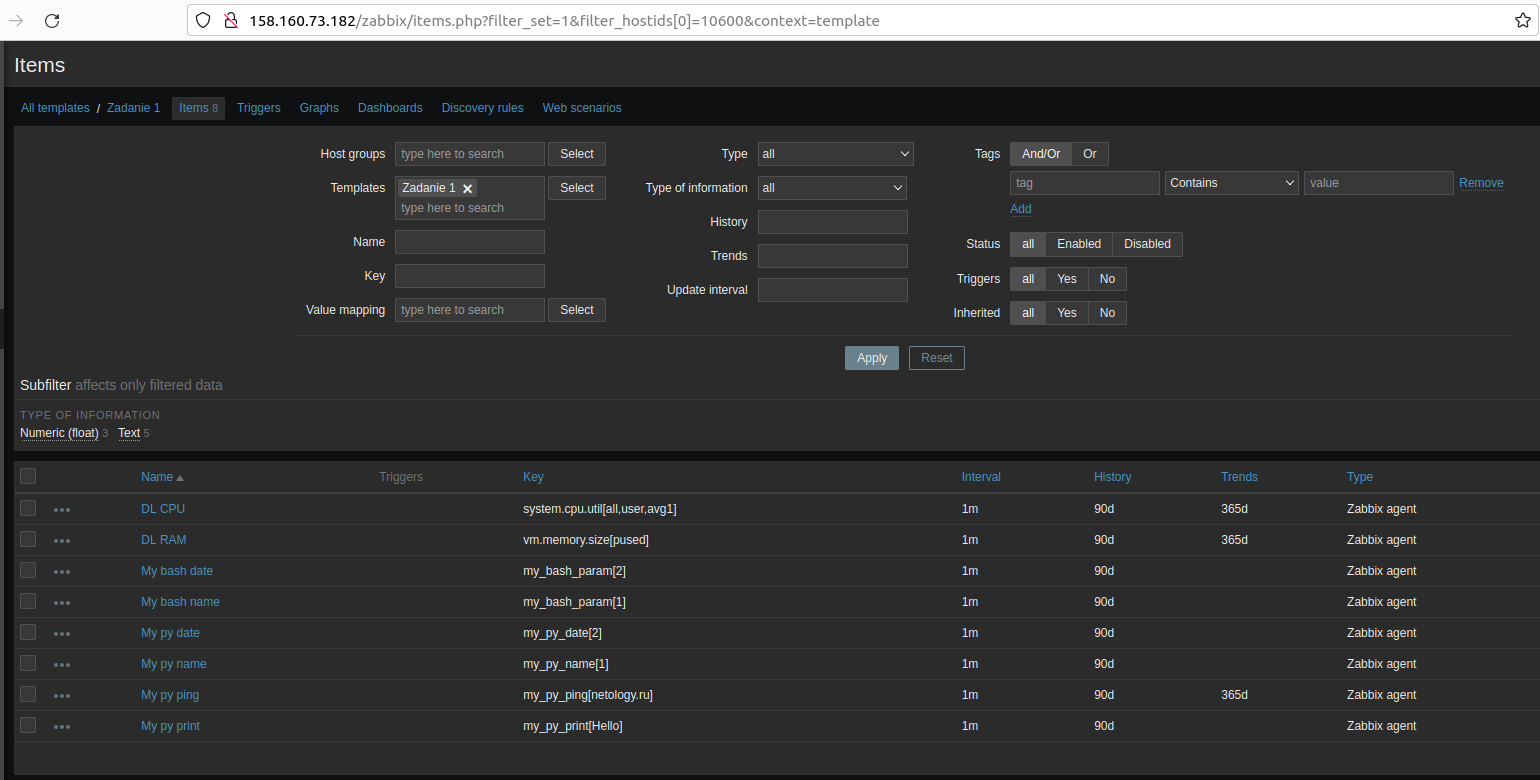 158.160.73.182/zabbix/items.php?filter_set=1&filter_hostids[0]=10600&context=template
Items
All templates / Zadanie 1 Items 8 Triggers Graphs Dashboards Discovery rules Web scenarios
Host groups type here to search Select Type all Tags And/Or Or
Templates Zadanie 1 Select Type of information all tag Contains value Remove
type here to search Add
History
Name Status all Enabled Disabled
Trends
Key Triggers all Yes No
Update interval
Value mapping type here to search Select Inherited all Yes No
Apply Reset
Subfilter affects only filtered data
TYPE OF INFORMATION
Numeric (float) 3 Text 5
Name Triggers Key Interval History Trends Type
DL CPU system.cpu.util[all,user,avg1] 1m 90d 365d Zabbix agent
DL RAM vm.memory.size[pused] 1m 90d 365d Zabbix agent
My bash date my_bash_param[2] 1m 90d Zabbix agent
My bash name my_bash_param[1] 1m 90d Zabbix agent
My py date my_py_date[2] 1m 90d Zabbix agent
My py name my_py_name[1] 1m 90d Zabbix agent
My py ping my_py_ping[netology.ru] 1m 90d 365d Zabbix agent
My py print my_py_print[Hello] 1m 90d Zabbix agent